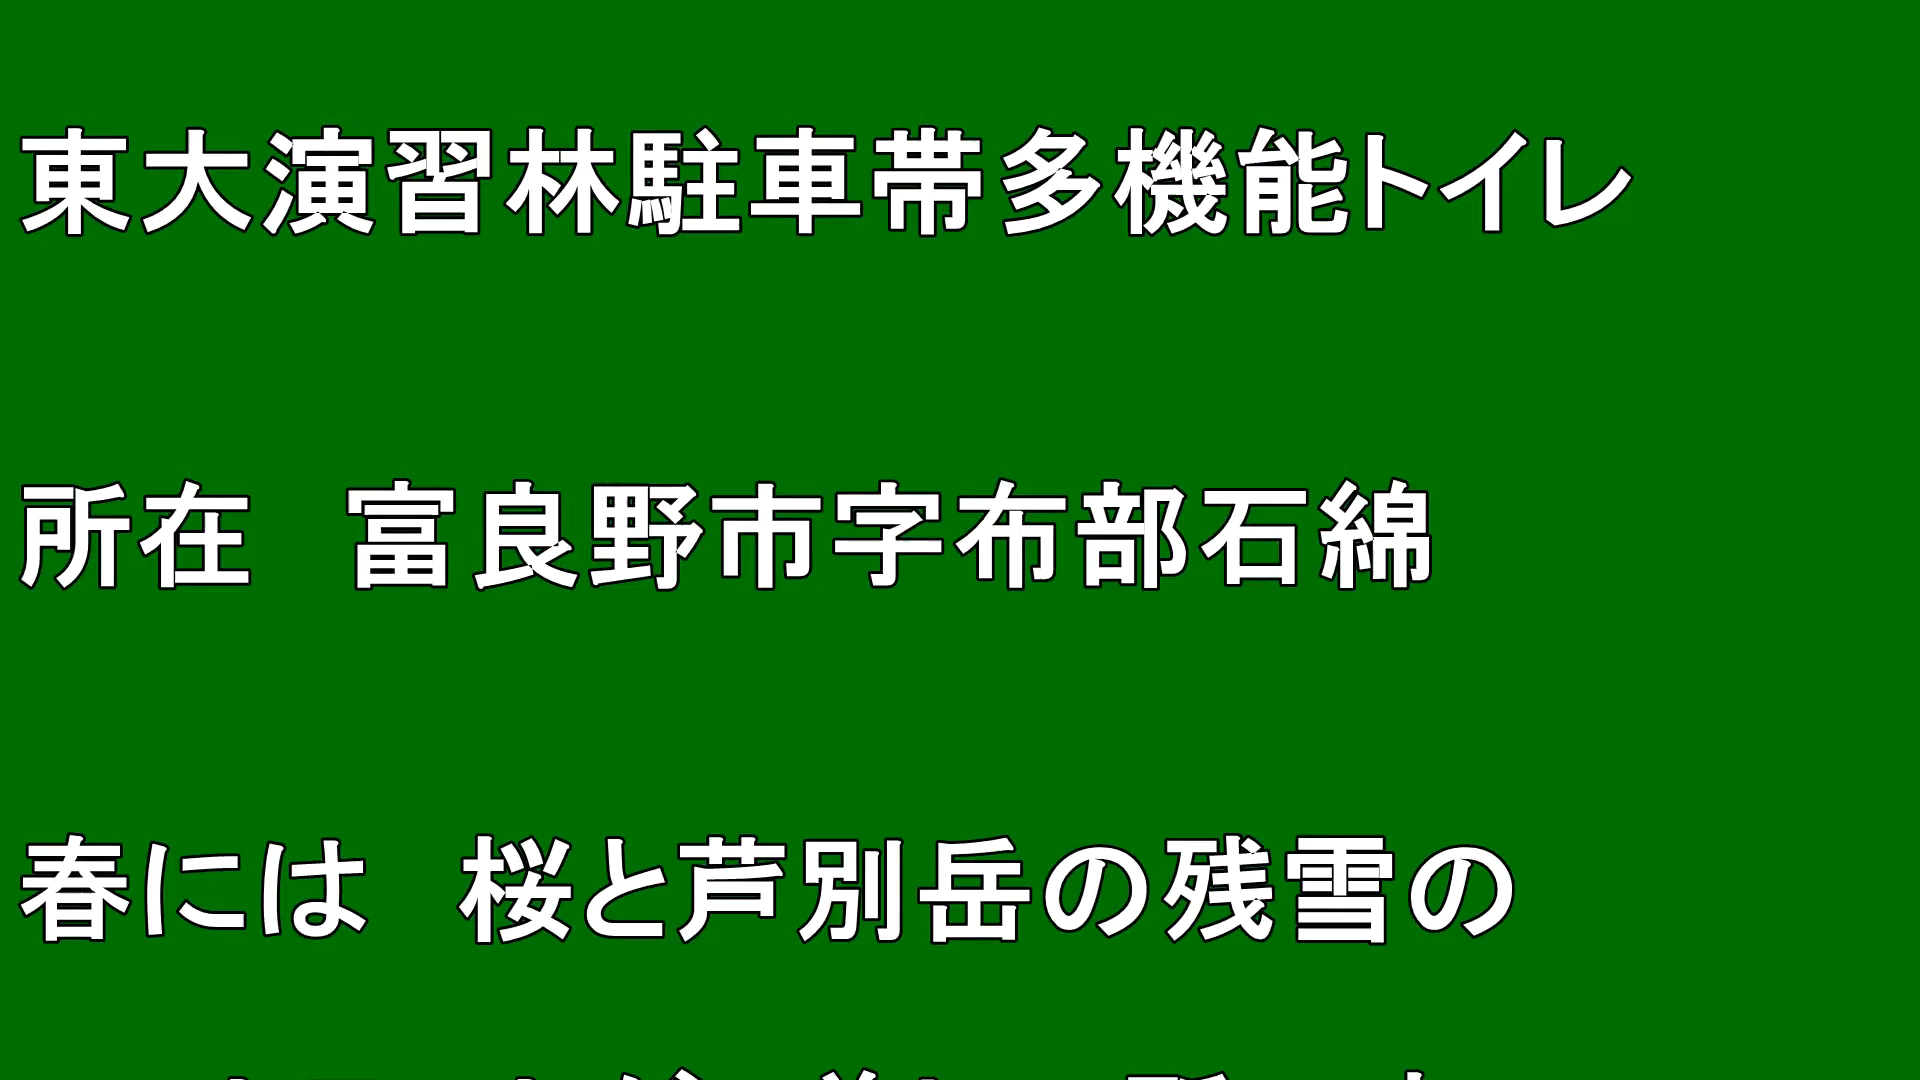 東大演習林駐車帯多機能トイレ
所在　富良野市字布部石綿
春には　桜と芦別岳の残雪の